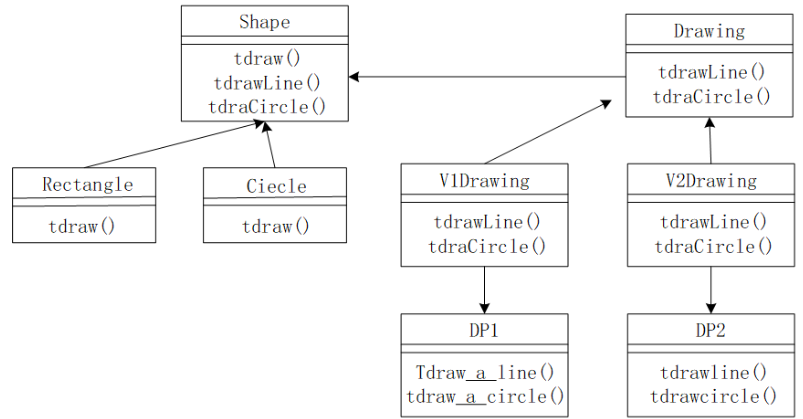 Shape
tdraw()
tdrawLine()
tdraCircle()
Drawing
tdrawLine()
tdraCircle()
Rectangle
tdraw()
Ciecle
tdraw()
V1Drawing
tdrawLine()
tdraCircle()
V2Drawing
tdrawLine()
tdraCircle()
DP1
Tdraw_a_line()
tdraw_a_circle()
DP2
tdrawline()
tdrawcircle()